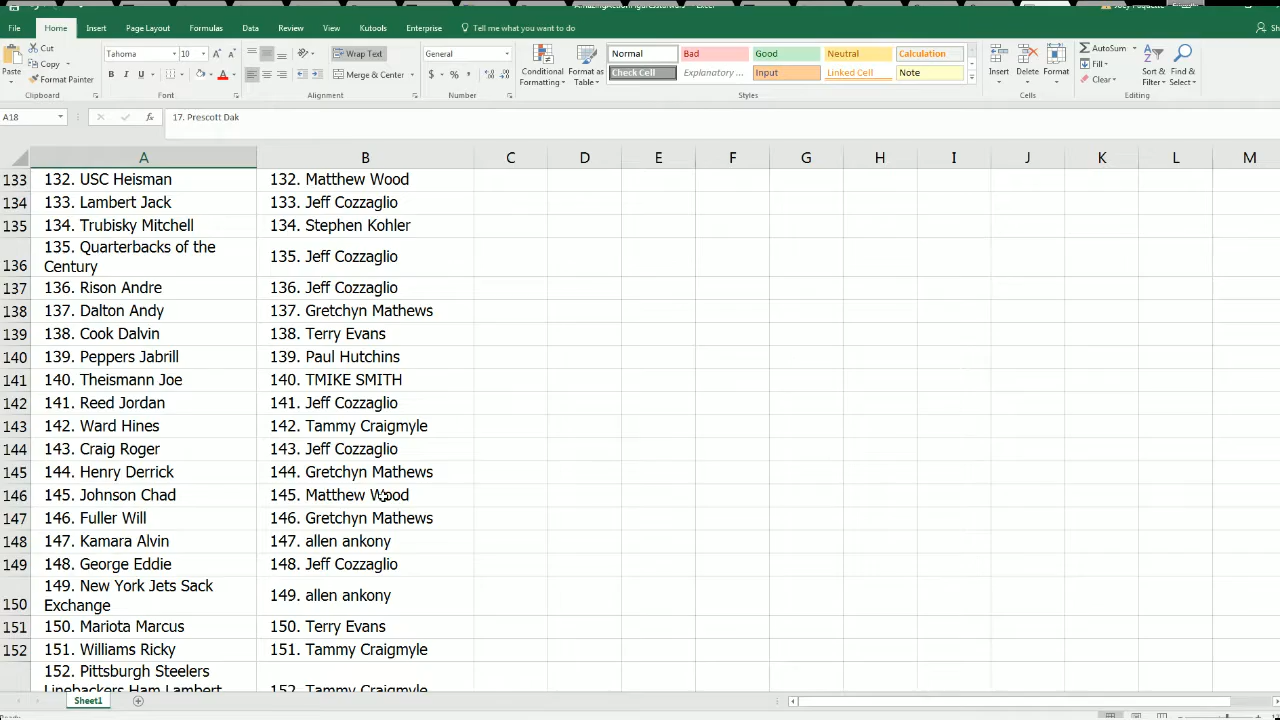 File Home Insert Page Layout Formulas Data Review View Kutools Enterprise Tell me what you want to do
Cut
Copy
Format Painter
Paste
Clipboard
Tahoma 10
B I U
Font
Wrap Text
Merge & Center
Alignment
General
$ % ,
Number
Conditional Formatting
Format as Table
Normal Bad Good Neutral Calculation
Check Cell Explanatory ... Input Linked Cell Note
Styles
Insert Delete Format
Cells
AutoSum
Fill
Clear
Sort & Filter
Find & Select
Editing
A18 fx 17. Prescott Dak
A B C D E F G H I J K L M
133 132. USC Heisman 132. Matthew Wood
134 133. Lambert Jack 133. Jeff Cozzaglio
135 134. Trubisky Mitchell 134. Stephen Kohler
135. Quarterbacks of the
136 Century 135. Jeff Cozzaglio
137 136. Rison Andre 136. Jeff Cozzaglio
138 137. Dalton Andy 137. Gretchyn Mathews
139 138. Cook Dalvin 138. Terry Evans
140 139. Peppers Jabrill 139. Paul Hutchins
141 140. Theismann Joe 140. TMIKE SMITH
142 141. Reed Jordan 141. Jeff Cozzaglio
143 142. Ward Hines 142. Tammy Craigmyle
144 143. Craig Roger 143. Jeff Cozzaglio
145 144. Henry Derrick 144. Gretchyn Mathews
146 145. Johnson Chad 145. Matthew Wood
147 146. Fuller Will 146. Gretchyn Mathews
148 147. Kamara Alvin 147. allen ankony
149 148. George Eddie 148. Jeff Cozzaglio
149. New York Jets Sack
150 Exchange 149. allen ankony
151 150. Mariota Marcus 150. Terry Evans
152 151. Williams Ricky 151. Tammy Craigmyle
152. Pittsburgh Steelers
Linebackers Ham Lambert 152. Tammy Craigmyle
Sheet1